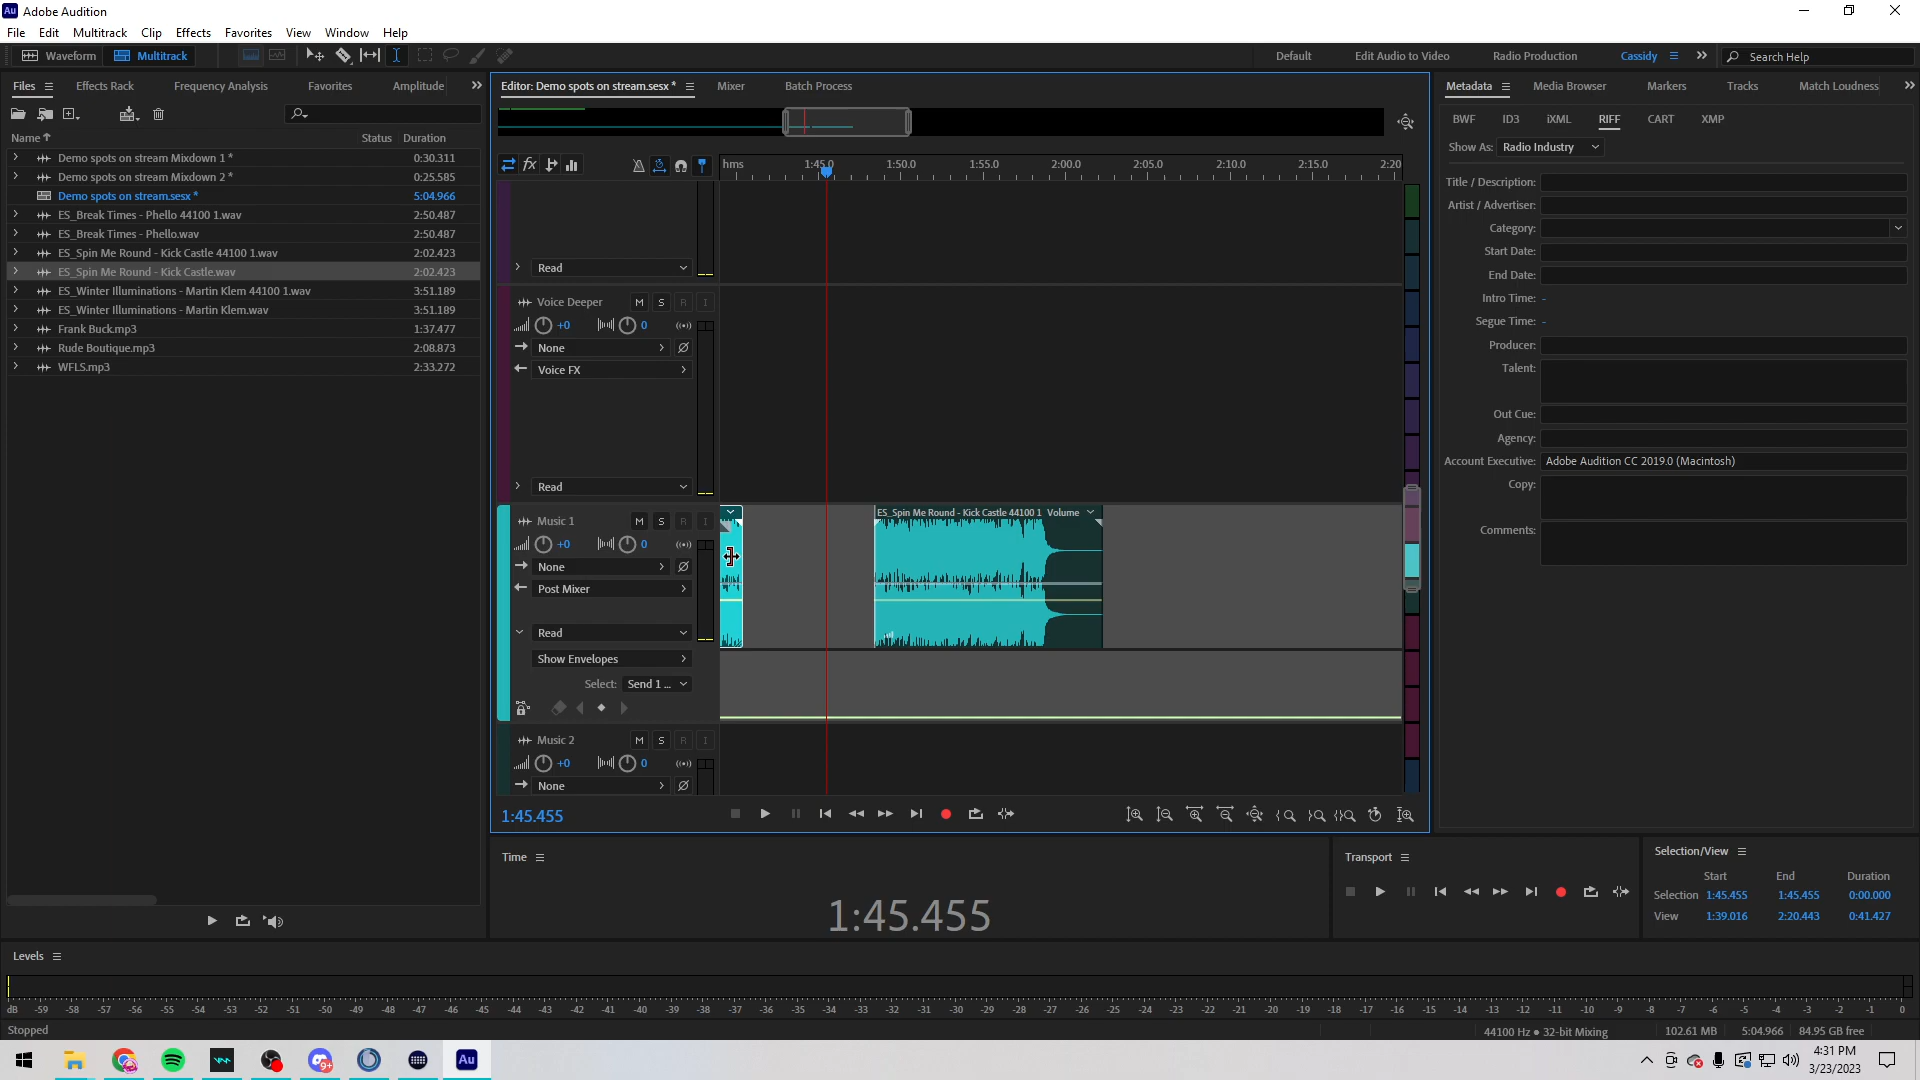 Au Adobe Audition
File Edit Multitrack Clip Effects Favorites View Window Help
Waveform Multitrack Default Edit Audio to Video Radio Production Cassidy Search Help
Files Effects Rack Frequency Analysis Favorites Amplitude
Name Status Duration
Demo spots on stream Mixdown 1 * 0:30.311
Demo spots on stream Mixdown 2 * 0:25.585
Demo spots on stream.sesx * 5:04.966
ES_Break Times - Phello 44100 1.wav 2:50.487
ES_Break Times - Phello.wav 2:50.487
ES_Spin Me Round - Kick Castle 44100 1.wav 2:02.423
ES_Spin Me Round - Kick Castle.wav 2:02.423
ES_Winter Illuminations - Martin Klem 44100 1.wav 3:51.189
ES_Winter Illuminations - Martin Klem.wav 3:51.189
Frank Buck.mp3 1:37.477
Rude Boutique.mp3 2:08.873
WFLS.mp3 2:33.272
Editor: Demo spots on stream.sesx * Mixer Batch Process
fx hms 1:45.0 1:50.0 1:55.0 2:00.0 2:05.0 2:10.0 2:15.0 2:20
Read
Voice Deeper M S R I
+0 0
None
Voice FX
Read
Music 1 M S R I
+0 0
None
Post Mixer
Read
Show Envelopes
Select: Send 1 ...
ES_Spin Me Round - Kick Castle 44100 1 Volume
Music 2 M S R I
+0 0
None
1:45.455
Time
1:45.455
Transport
Selection/View
Start End Duration
Selection 1:45.455 1:45.455 0:00.000
View 1:39.016 2:20.443 0:41.427
Metadata Media Browser Markers Tracks Match Loudness
BWF ID3 iXML RIFF CART XMP
Show As: Radio Industry
Title / Description:
Artist / Advertiser:
Category:
Start Date:
End Date:
Intro Time: -
Segue Time: -
Producer:
Talent:
Out Cue:
Agency:
Account Executive: Adobe Audition CC 2019.0 (Macintosh)
Copy:
Comments:
Levels
dB -59 -58 -57 -56 -55 -54 -53 -52 -51 -50 -49 -48 -47 -46 -45 -44 -43 -42 -41 -40 -39 -38 -37 -36 -35 -34 -33 -32 -31 -30 -29 -28 -27 -26 -25 -24 -23 -22 -21 -20 -19 -18 -17 -16 -15 -14 -13 -12 -11 -10 -9 -8 -7 -6 -5 -4 -3 -2 -1 0
Stopped 44100 Hz ● 32-bit Mixing 102.61 MB 5:04.966 84.95 GB free
9+ Au 4:31 PM
3/23/2023